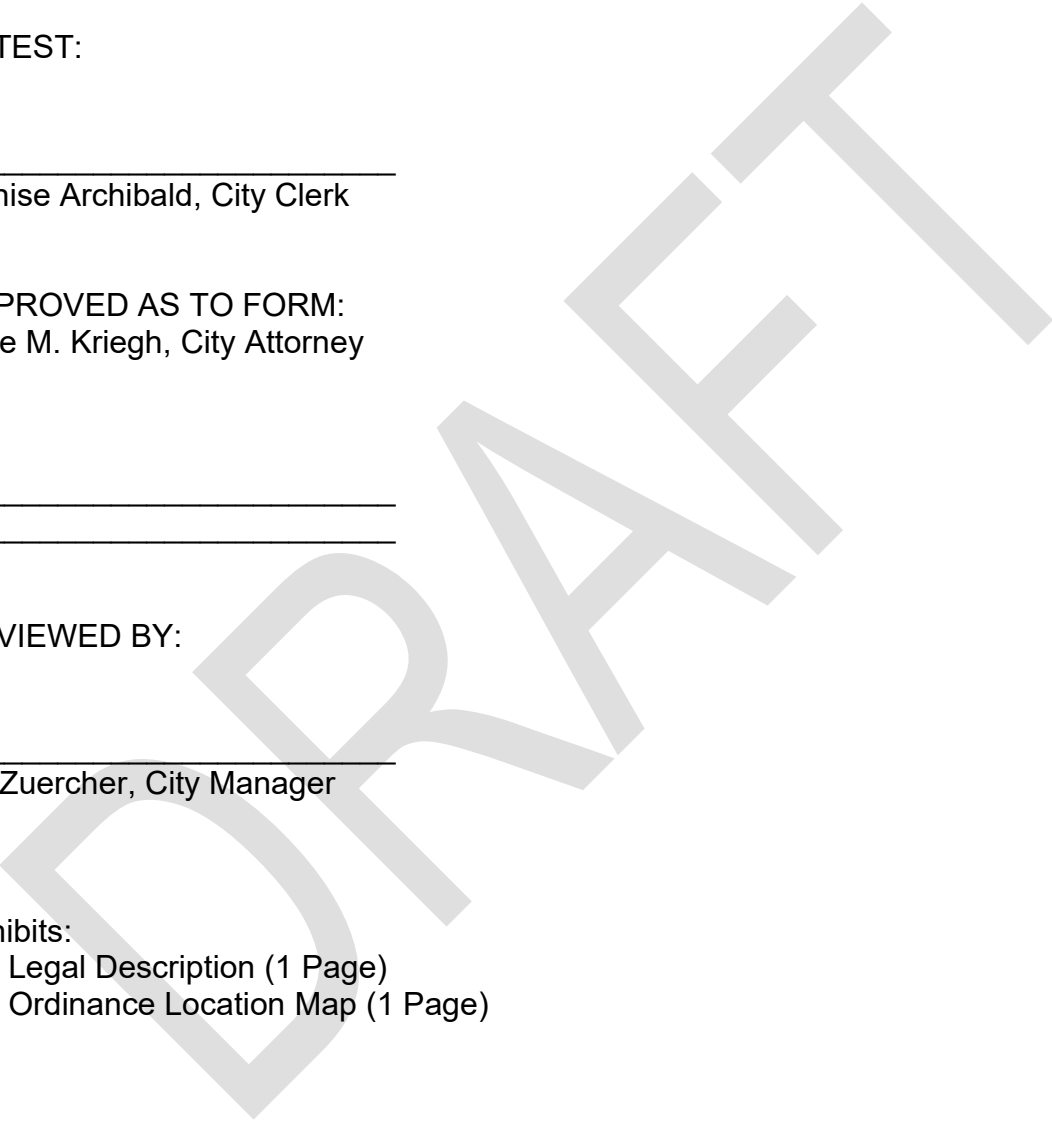 TEST:
nise Archibald, City Clerk
PROVED AS TO FORM:
e M. Kriegh, City Attorney
VIEWED BY:
Zuercher, City Manager
hibits:
Legal Description (1 Page)
Ordinance Location Map (1 Page)
DRAFT